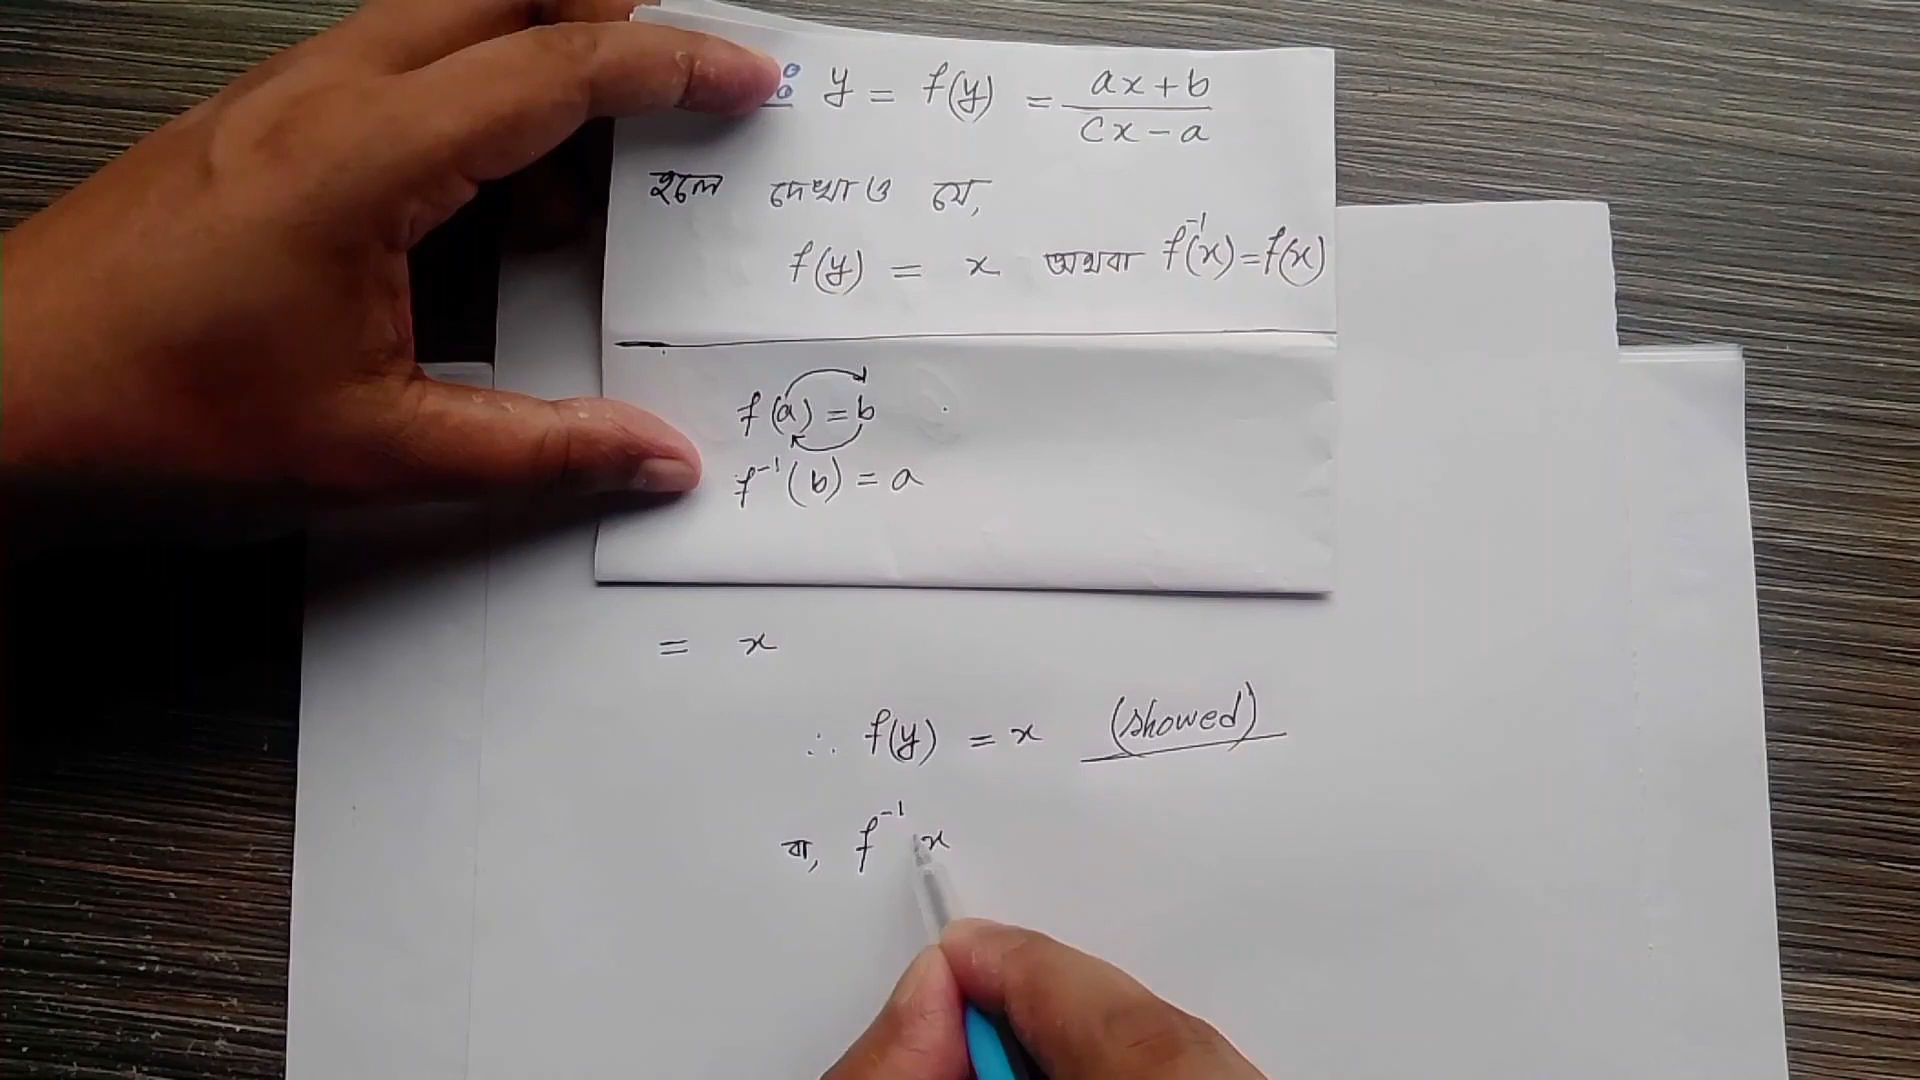 y = f(y) = (ax+b)/(cx-a)
হলে দেখাও যে,
f(y) = x অথবা f⁻¹(x)=f(x)
f(a)=b
f⁻¹(b)=a
= x
∴ f(y) = x (showed)
বা, f⁻¹ x